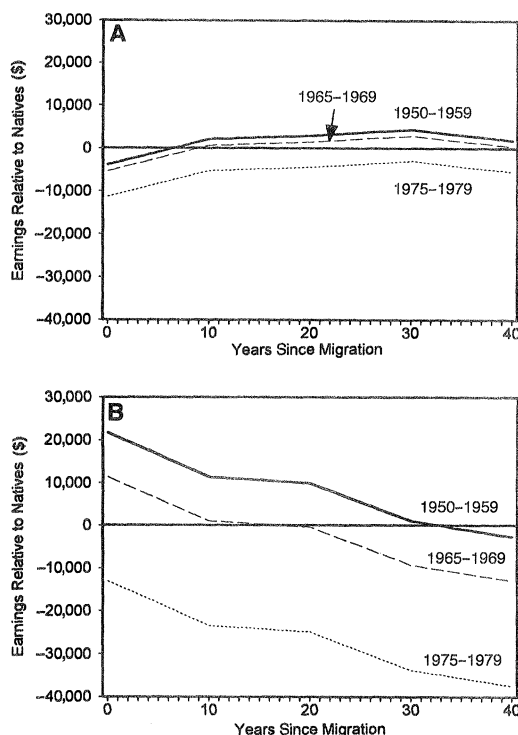 A
Earnings Relative to Natives ($)
30,000
20,000
10,000
0
–10,000
–20,000
–30,000
–40,000
1965–1969
1950–1959
1975–1979
0 10 20 30 40
Years Since Migration
B
Earnings Relative to Natives ($)
30,000
20,000
10,000
0
–10,000
–20,000
–30,000
–40,000
1950–1959
1965–1969
1975–1979
0 10 20 30 40
Years Since Migration